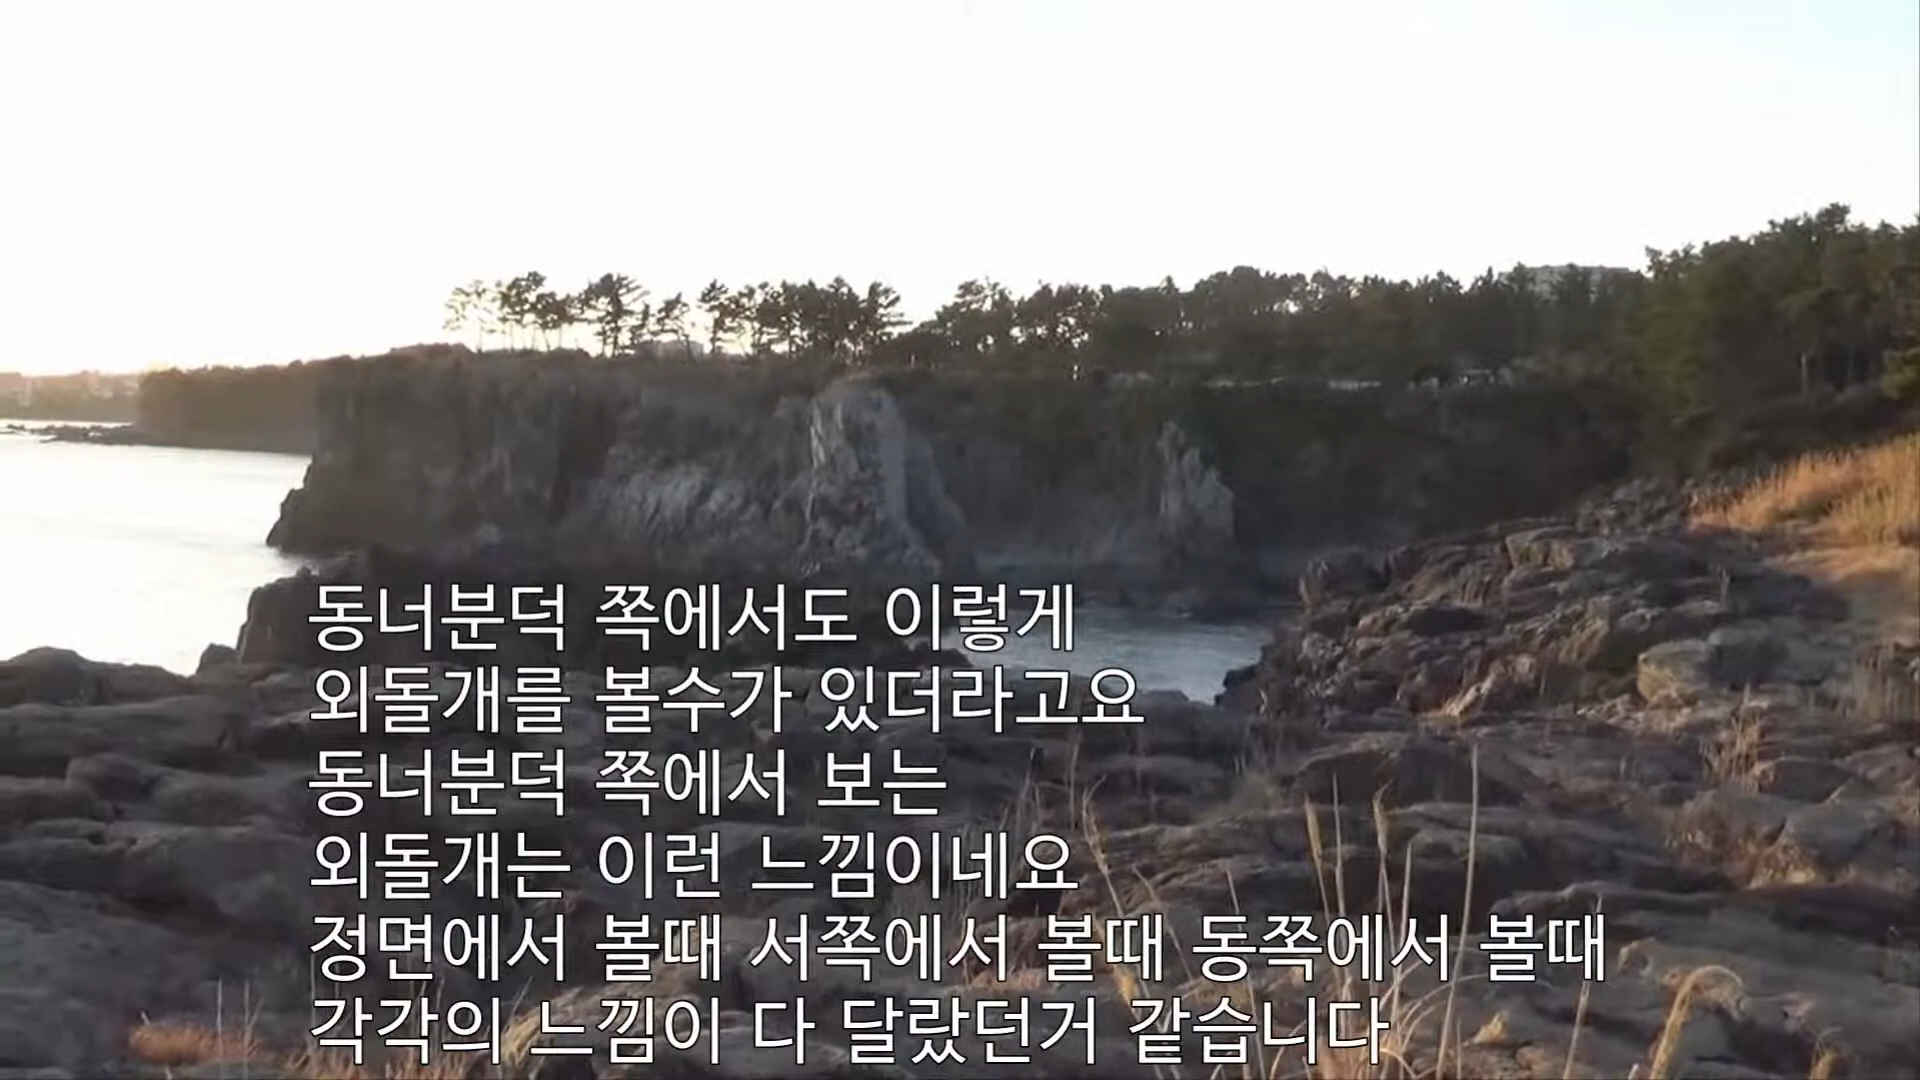 동너분덕 쪽에서도 이렇게
외돌개를 볼수가 있더라고요
동너분덕 쪽에서 보는
외돌개는 이런 느낌이네요
정면에서 볼때 서쪽에서 볼때 동쪽에서 볼때
각각의 느낌이 다 달랐던거 같습니다